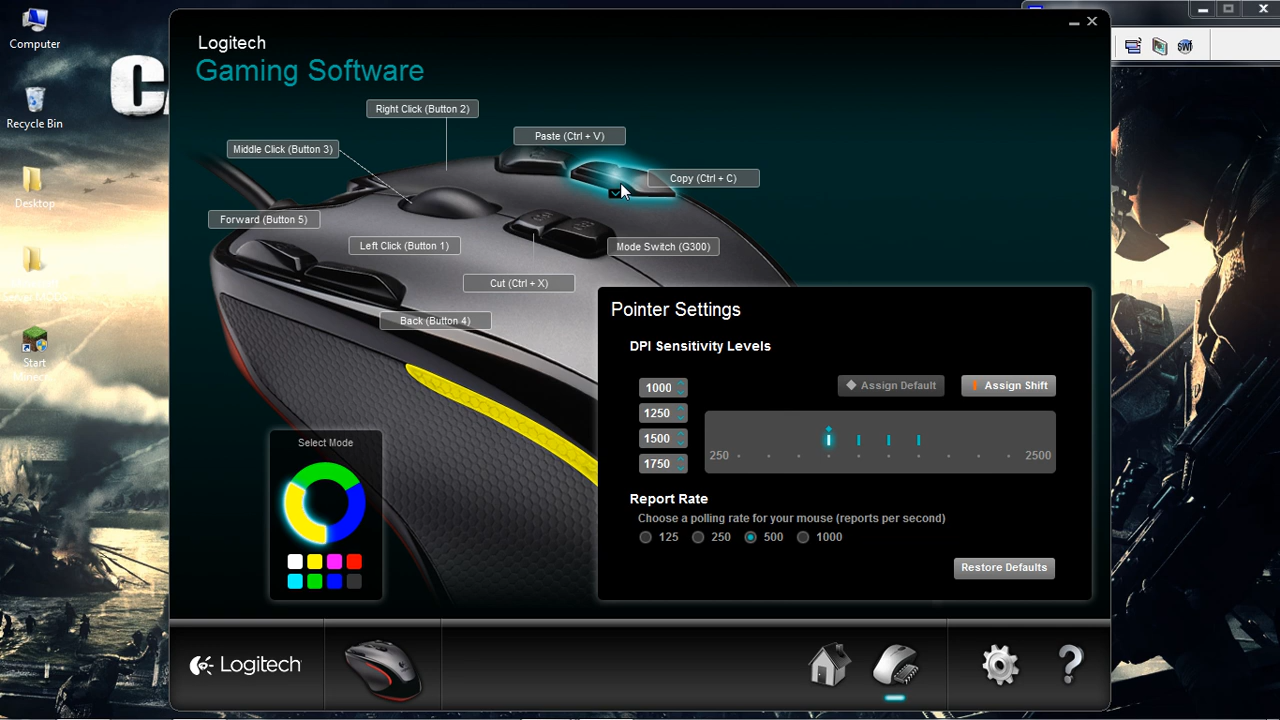 Computer
Recycle Bin
Desktop
Start
Logitech
Gaming Software
Right Click (Button 2)
Paste (Ctrl + V)
Middle Click (Button 3)
Copy (Ctrl + C)
Forward (Button 5)
Left Click (Button 1)
Mode Switch (G300)
Cut (Ctrl + X)
Back (Button 4)
Pointer Settings
DPI Sensitivity Levels
1000
Assign Default
Assign Shift
1250
1500
250
2500
1750
Report Rate
Choose a polling rate for your mouse (reports per second)
125
250
500
1000
Restore Defaults
Select Mode
Logitech